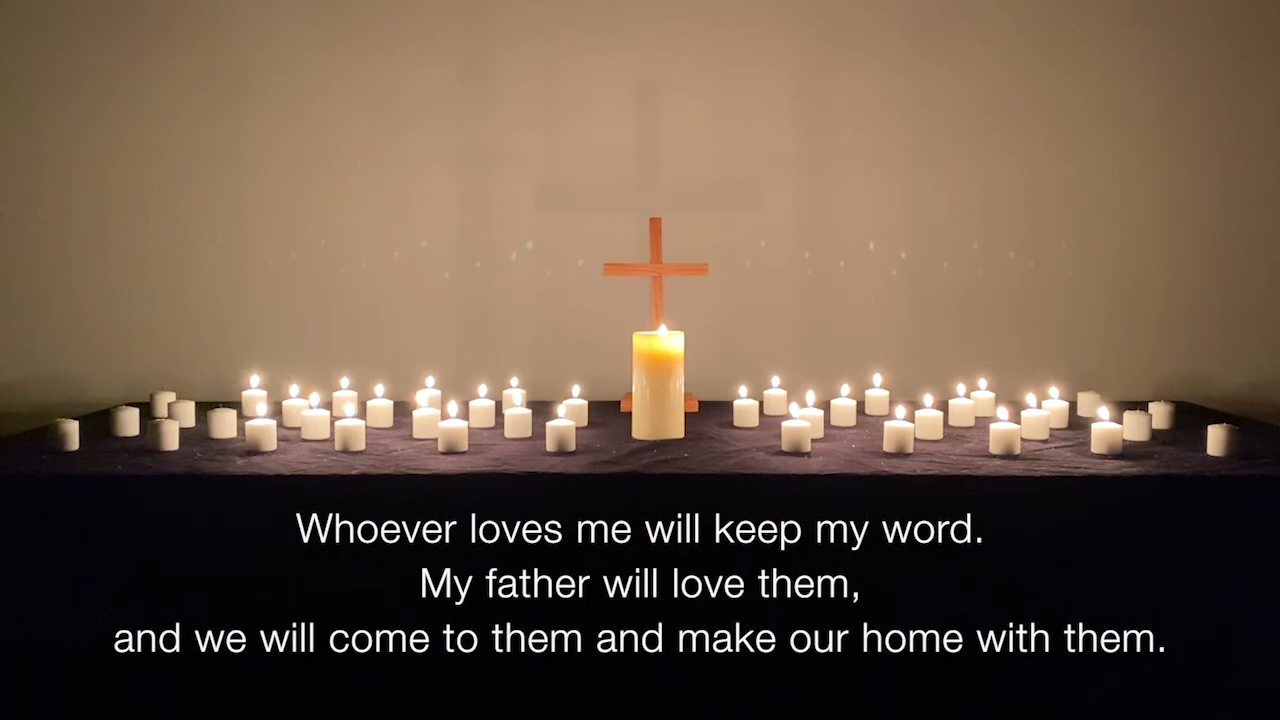 Whoever loves me will keep my word.
My father will love them,
and we will come to them and make our home with them.